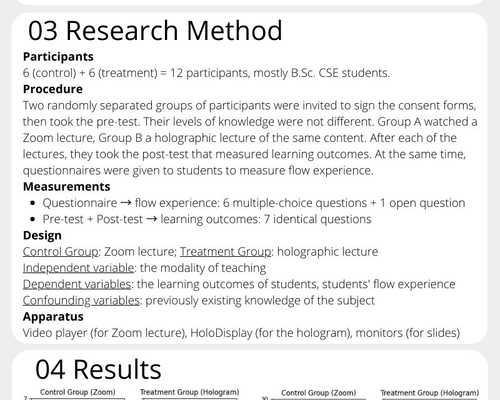 03 Research Method
Participants
6 (control) + 6 (treatment) = 12 participants, mostly B.Sc. CSE students.
Procedure
Two randomly separated groups of participants were invited to sign the consent forms,
then took the pre-test. Their levels of knowledge were not different. Group A watched a
Zoom lecture, Group B a holographic lecture of the same content. After each of the
lectures, they took the post-test that measured learning outcomes. At the same time,
questionnaires were given to students to measure flow experience.
Measurements
• Questionnaire → flow experience: 6 multiple-choice questions + 1 open question
• Pre-test + Post-test → learning outcomes: 7 identical questions
Design
Control Group: Zoom lecture; Treatment Group: holographic lecture
Independent variable: the modality of teaching
Dependent variables: the learning outcomes of students, students' flow experience
Confounding variables: previously existing knowledge of the subject
Apparatus
Video player (for Zoom lecture), HoloDisplay (for the hologram), monitors (for slides)
04 Results
Control Group (Zoom) Treatment Group (Hologram) Control Group (Zoom) Treatment Group (Hologram)
7